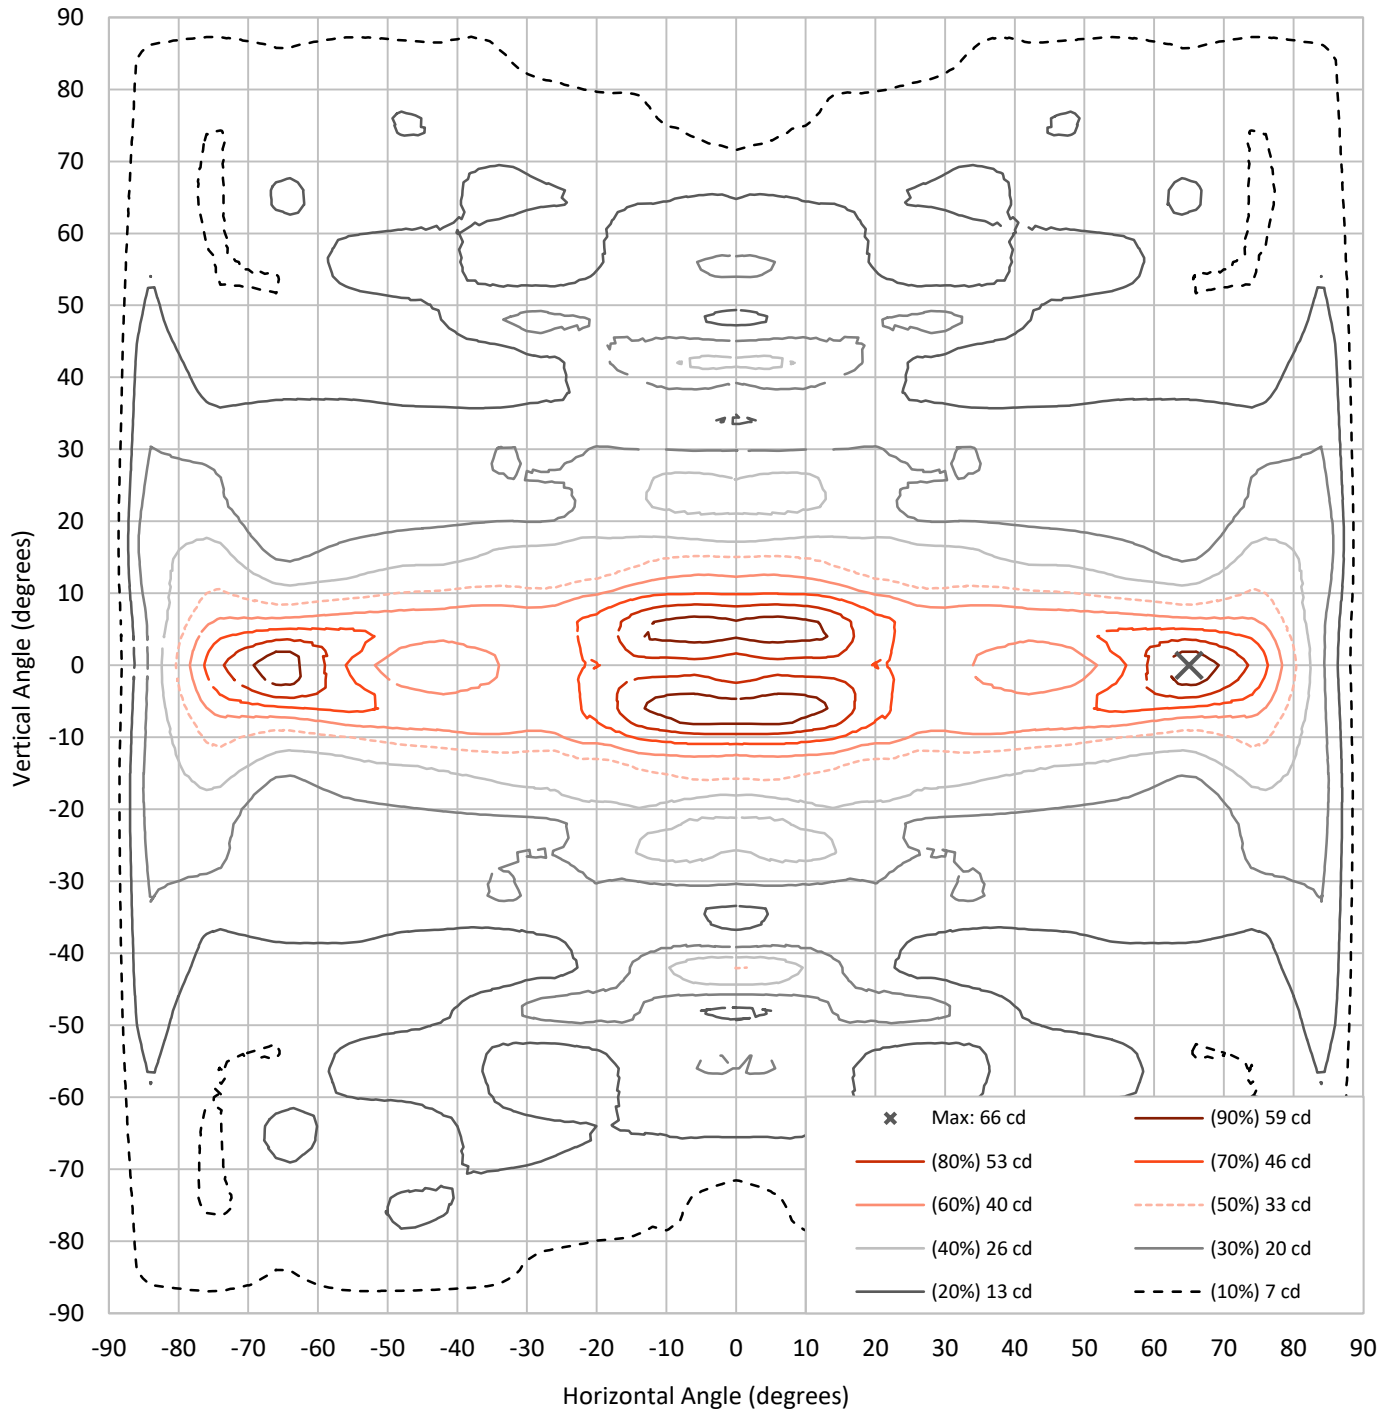 90
80
70
60
50
40
30
20
10
0
-10
-20
-30
-40
-50
-60
-70
-80
-90
Vertical Angle (degrees)
Max: 66 cd
(90%) 59 cd
(80%) 53 cd
(70%) 46 cd
(60%) 40 cd
(50%) 33 cd
(40%) 26 cd
(30%) 20 cd
(20%) 13 cd
(10%) 7 cd
-90 -80 -70 -60 -50 -40 -30 -20 -10 0 10 20 30 40 50 60 70 80 90
Horizontal Angle (degrees)